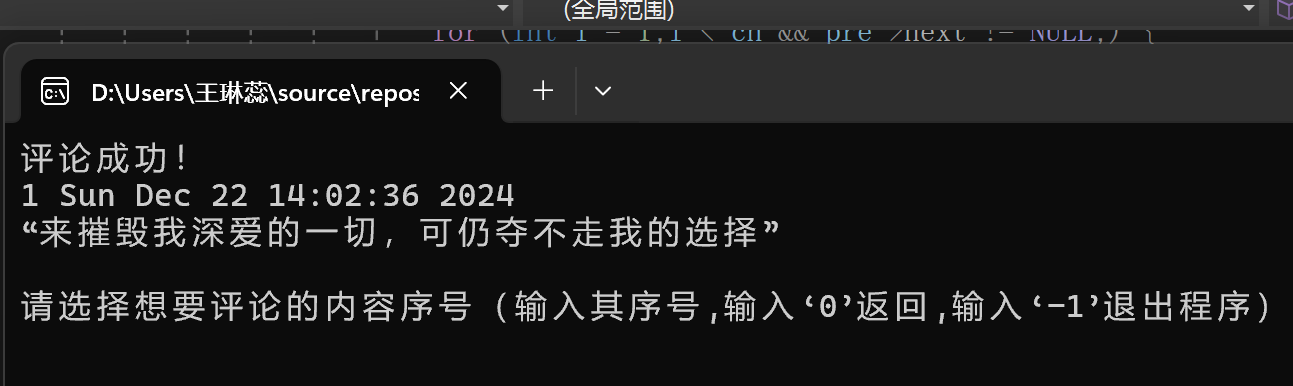 (全局范围)
for (int i = 1;i < cn && pre->next != NULL;) {
D:\Users\王琳蕊\source\repos
评论成功！
1 Sun Dec 22 14:02:36 2024
“来摧毁我深爱的一切，可仍夺不走我的选择”
请选择想要评论的内容序号（输入其序号,输入‘0’返回,输入‘-1’退出程序）